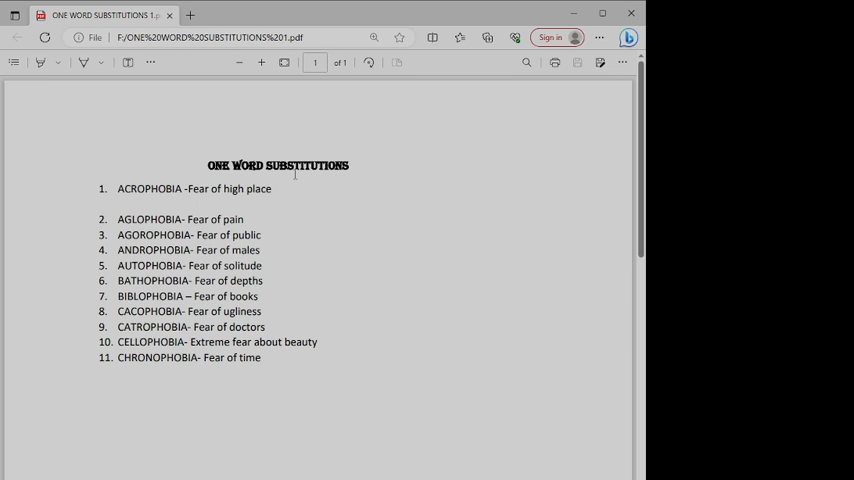 ONE WORD SUBSTITUTIONS 1.p
File
F:/ONE%20WORD%20SUBSTITUTIONS%201.pdf
Sign in
1 of 1
ONE WORD SUBSTITUTIONS
1. ACROPHOBIA -Fear of high place
2. AGLOPHOBIA- Fear of pain
3. AGOROPHOBIA- Fear of public
4. ANDROPHOBIA- Fear of males
5. AUTOPHOBIA- Fear of solitude
6. BATHOPHOBIA- Fear of depths
7. BIBLOPHOBIA – Fear of books
8. CACOPHOBIA- Fear of ugliness
9. CATROPHOBIA- Fear of doctors
10. CELLOPHOBIA- Extreme fear about beauty
11. CHRONOPHOBIA- Fear of time